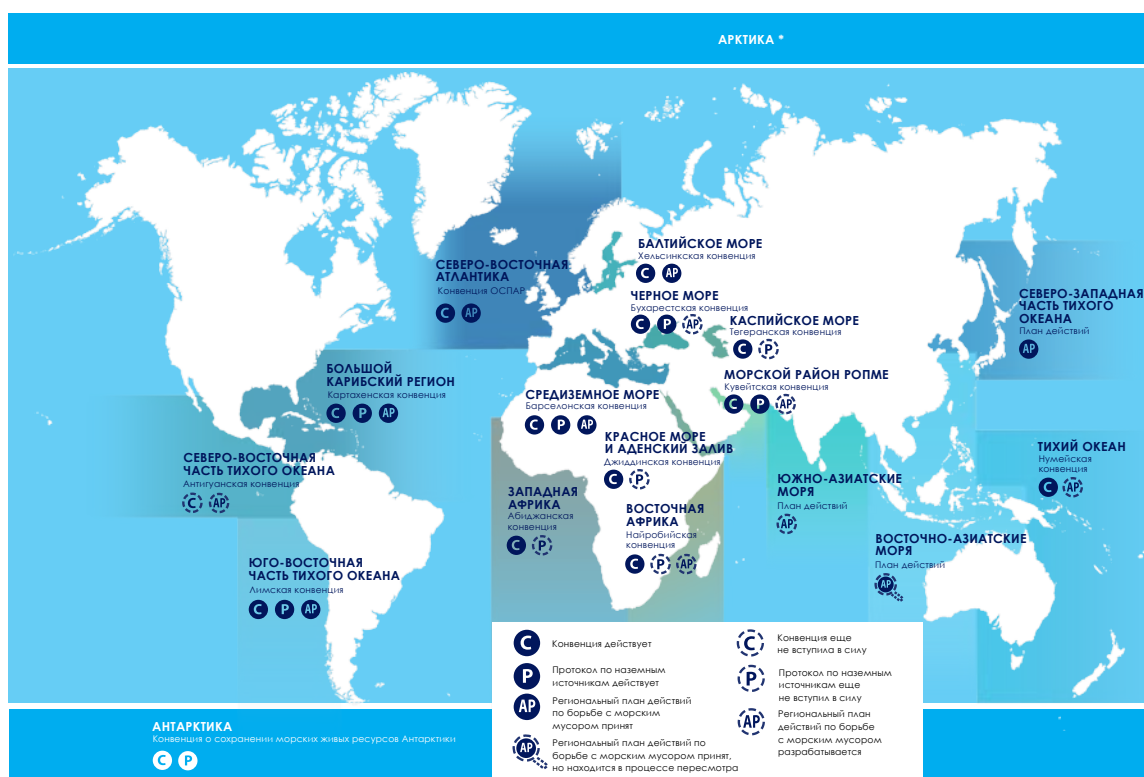 АРКТИКА *
БАЛТИЙСКОЕ МОРЕ
Хельсинкская конвенция
C AP
СЕВЕРО-ВОСТОЧНАЯ
АТЛАНТИКА
Конвенция ОСПАР
C AP
ЧЕРНОЕ МОРЕ
Бухарестская конвенция
C P AP
КАСПИЙСКОЕ МОРЕ
Тегеранская конвенция
C P
СЕВЕРО-ЗАПАДНАЯ
ЧАСТЬ ТИХОГО
ОКЕАНА
План действий
AP
БОЛЬШОЙ
КАРИБСКИЙ РЕГИОН
Картахенская конвенция
C P AP
МОРСКОЙ РАЙОН РОПМЕ
Кувейтская конвенция
C P AP
СРЕДИЗЕМНОЕ МОРЕ
Барселонская конвенция
C P AP
КРАСНОЕ МОРЕ
И АДЕНСКИЙ ЗАЛИВ
Джиддинская конвенция
C P
ТИХИЙ ОКЕАН
Нумейская
конвенция
C AP
СЕВЕРО-ВОСТОЧНАЯ
ЧАСТЬ ТИХОГО ОКЕАНА
Антигуанская конвенция
C AP
ЮЖНО-АЗИАТСКИЕ
МОРЯ
План действий
AP
ЗАПАДНАЯ
АФРИКА
Абиджанская
конвенция
C P
ВОСТОЧНАЯ
АФРИКА
Найробийская
конвенция
C P AP
ВОСТОЧНО-АЗИАТСКИЕ
МОРЯ
План действий
AP
ЮГО-ВОСТОЧНАЯ
ЧАСТЬ ТИХОГО ОКЕАНА
Лимская конвенция
C P AP
C Конвенция действует
P Протокол по наземным
источникам действует
AP Региональный план действий
по борьбе с морским
мусором принят
AP Региональный план действий по
борьбе с морским мусором принят,
но находится в процессе пересмотра
C Конвенция еще
не вступила в силу
P Протокол по наземным
источникам еще
не вступил в силу
AP Региональный план
действий по борьбе
с морским мусором
разрабатывается
АНТАРКТИКА
Конвенция о сохранении морских живых ресурсов Антарктики
C P